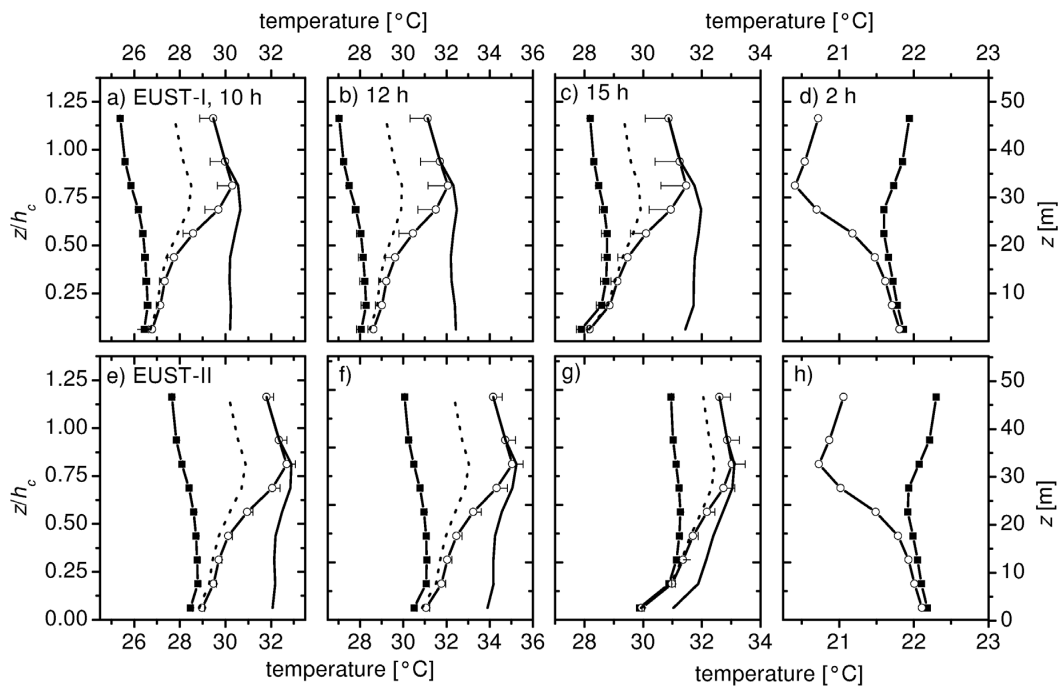 temperature [°C]
temperature [°C]
26 28 30 32
28 30 32 34 36
28 30 32 34
21 22 23
a) EUST-I, 10 h
b) 12 h
c) 15 h
d) 2 h
1.25
1.00
0.75
0.50
0.25
z/h_c
50
40
30
20
10
z [m]
e) EUST-II
f)
g)
h)
1.25
1.00
0.75
0.50
0.25
0.00
z/h_c
50
40
30
20
10
0
z [m]
26 28 30 32
28 30 32 34 36
28 30 32 34
21 22 23
temperature [°C]
temperature [°C]